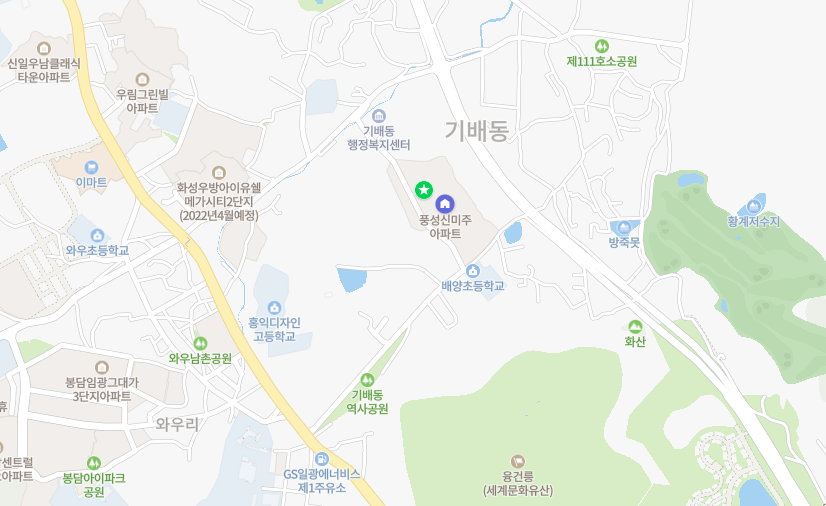 신일우남클래식
타운아파트
우림그린빌
아파트
제111호소공원
기배동
행정복지센터
기배동
이마트
화성우방아이유쉘
메가시티2단지
(2022년4월예정)
풍성신미주
아파트
황계저수지
방죽못
와우초등학교
배양초등학교
홍익디자인
고등학교
화산
와우남촌공원
봉담임광그대가
3단지아파트
기배동
역사공원
휴
와우리
센트럴
아파트
봉담아이파크
공원
GS일광에너비스
제1주유소
융건릉
(세계문화유산)